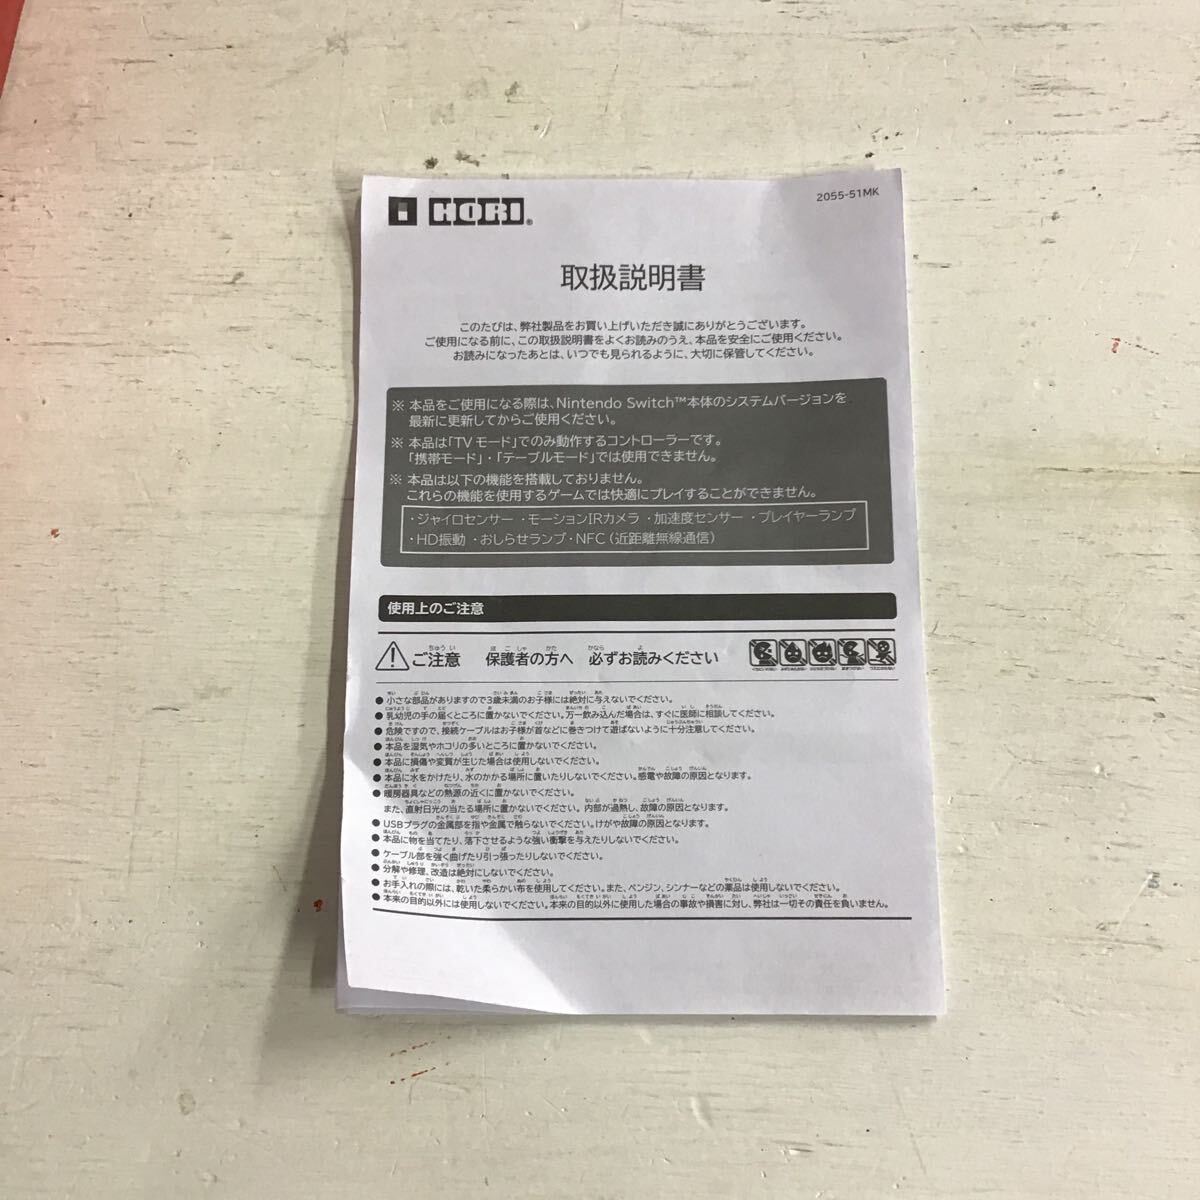 HORI®
2055-51MK
取扱説明書
このたびは、弊社製品をお買い上げいただき誠にありがとうございます。
ご使用になる前に、この取扱説明書をよくお読みのうえ、本品を安全にご使用ください。
お読みになったあとは、いつでも見られるように、大切に保管してください。
※ 本品をご使用になる際は、Nintendo Switch™本体のシステムバージョンを
最新に更新してからご使用ください。
※ 本品は「TVモード」でのみ動作するコントローラーです。
「携帯モード」・「テーブルモード」では使用できません。
※ 本品は以下の機能を搭載しておりません。
これらの機能を使用するゲームでは快適にプレイすることができません。
・ジャイロセンサー ・モーションIRカメラ ・加速度センサー ・プレイヤーランプ
・HD振動 ・おしらせランプ・NFC(近距離無線通信)
使用上のご注意
ご注意 保護者の方へ 必ずお読みください
● 小さな部品がありますので3歳未満のお子様には絶対に与えないでください。
● 乳幼児の手の届くところに置かないでください。万一飲み込んだ場合は、すぐに医師に相談してください。
● 危険ですので、接続ケーブルはお子様が首などに巻きつけて遊ばないように十分注意してください。
● 本品を湿気やホコリの多いところに置かないでください。
● 本品に損傷や変質が生じた場合は使用しないでください。
● 本品に水をかけたり、水のかかる場所に置いたりしないでください。感電や故障の原因となります。
● 暖房器具などの熱源の近くに置かないでください。
また、直射日光の当たる場所に置かないでください。内部が過熱し、故障の原因となります。
● USBプラグの金属部を指や金属で触らないでください。けがや故障の原因となります。
● 本品に物を当てたり、落下させるような強い衝撃を与えたりしないでください。
● ケーブル部を強く曲げたり引っ張ったりしないでください。
● 分解や修理、改造は絶対にしないでください。
● お手入れの際には、乾いた柔らかい布を使用してください。また、ベンジン、シンナーなどの薬品は使用しないでください。
● 本来の目的以外には使用しないでください。本来の目的以外に使用した場合の事故や損害に対し、弊社は一切その責任を負いません。